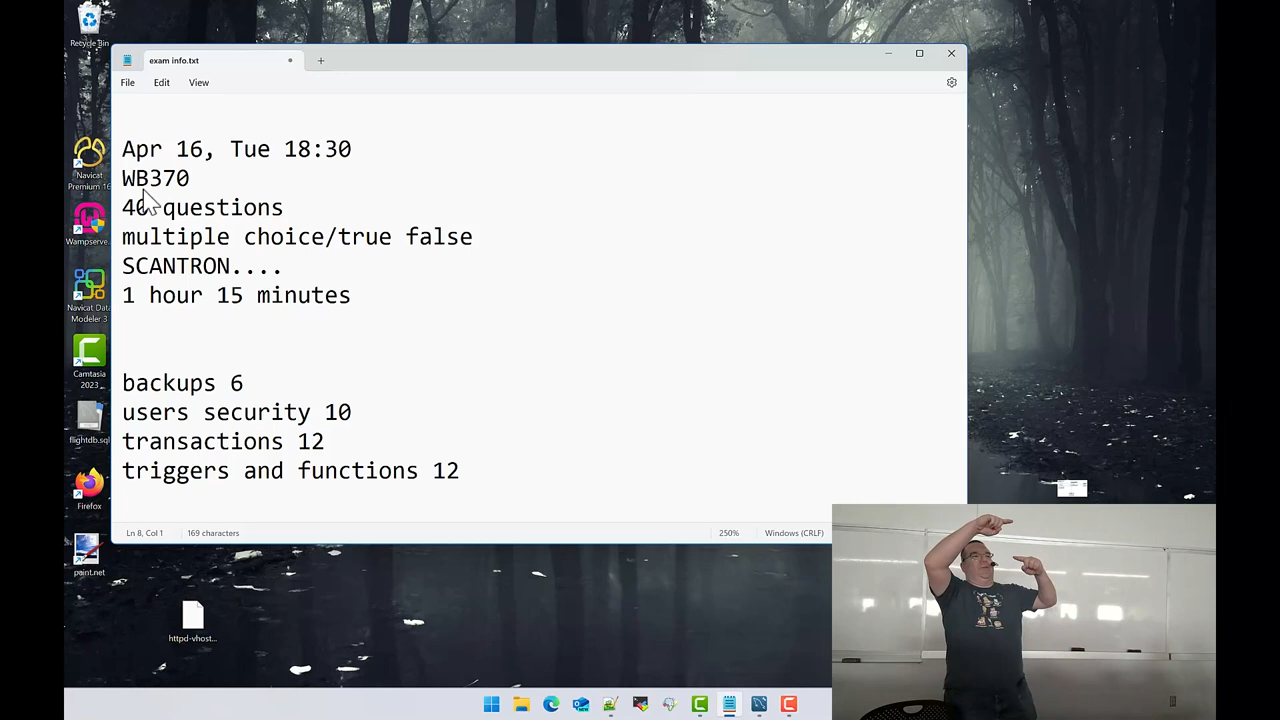 Recycle Bin
exam info.txt
File Edit View
Apr 16, Tue 18:30
WB370
40 questions
multiple choice/true false
SCANTRON....
1 hour 15 minutes
backups 6
users security 10
transactions 12
triggers and functions 12
Ln 8, Col 1
169 characters
250%
Windows (CRLF)
Navicat
Premium 16
Wampserve...
Navicat Data
Modeler 3
Camtasia
2023
flightdb.sql
Firefox
paint.net
httpd-vhost...